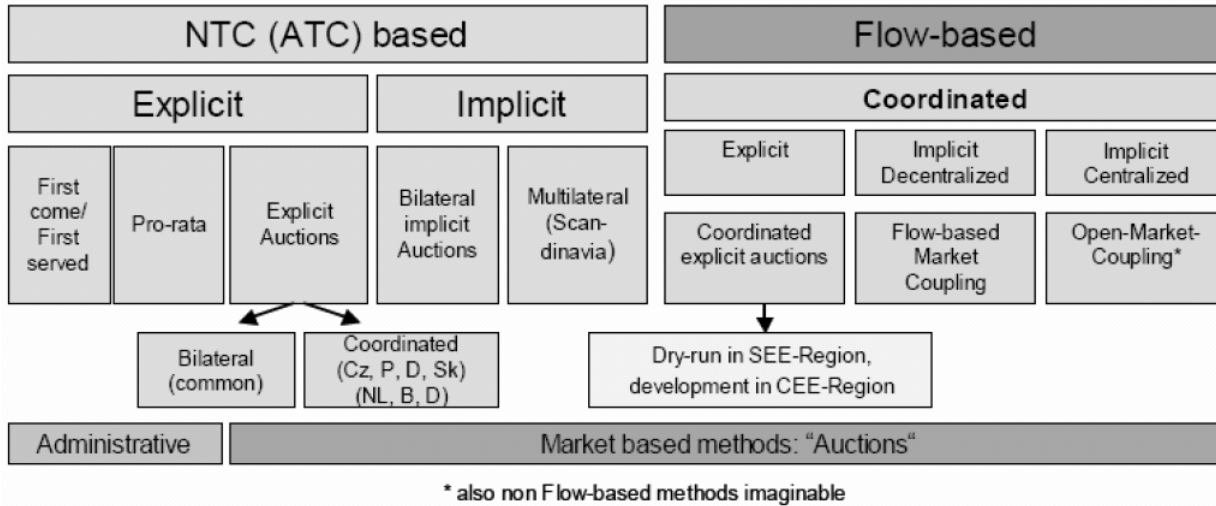 NTC (ATC) based
Flow-based
Explicit
Implicit
Coordinated
First
come/
First
served
Pro-rata
Explicit
Auctions
Bilateral
implicit
Auctions
Multilateral
(Scan-
dinavia)
Explicit
Implicit
Decentralized
Implicit
Centralized
Coordinated
explicit auctions
Flow-based
Market
Coupling
Open-Market-
Coupling*
Bilateral
(common)
Coordinated
(Cz, P, D, Sk)
(NL, B, D)
Dry-run in SEE-Region,
development in CEE-Region
Administrative
Market based methods: "Auctions“
* also non Flow-based methods imaginable